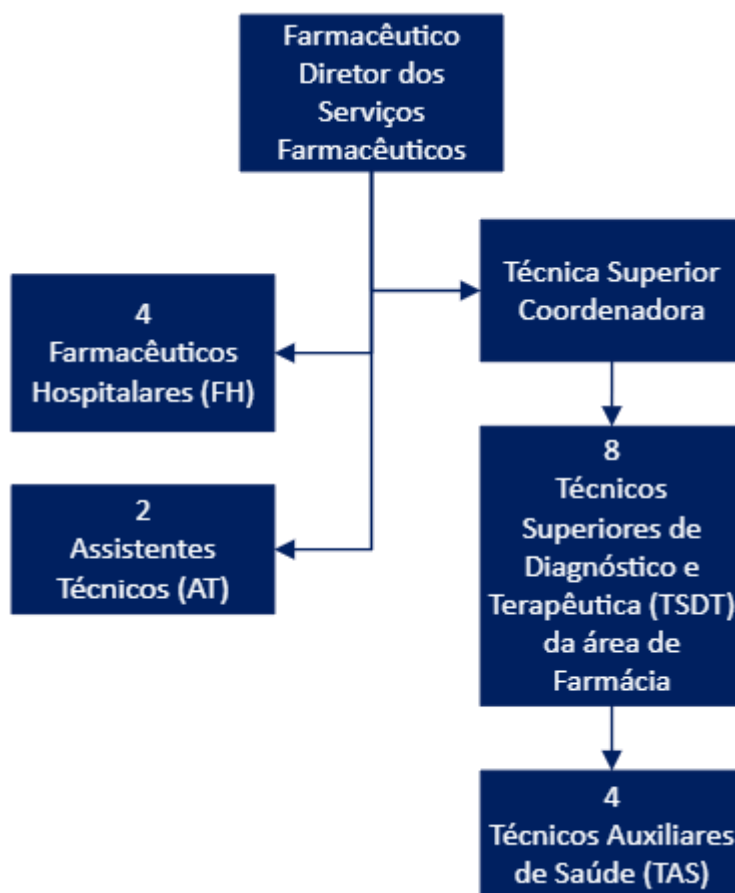 Farmacêutico
Diretor dos
Serviços
Farmacêuticos
Técnica Superior
Coordenadora
4
Farmacêuticos
Hospitalares (FH)
8
Técnicos
Superiores de
Diagnóstico e
Terapêutica (TSDT)
da área de
Farmácia
2
Assistentes
Técnicos (AT)
4
Técnicos Auxiliares
de Saúde (TAS)